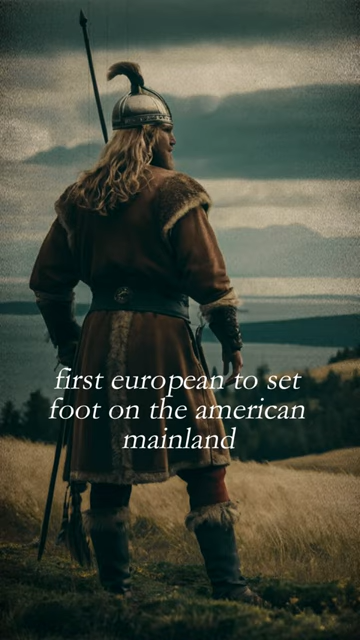 first european to set
foot on the american
mainland